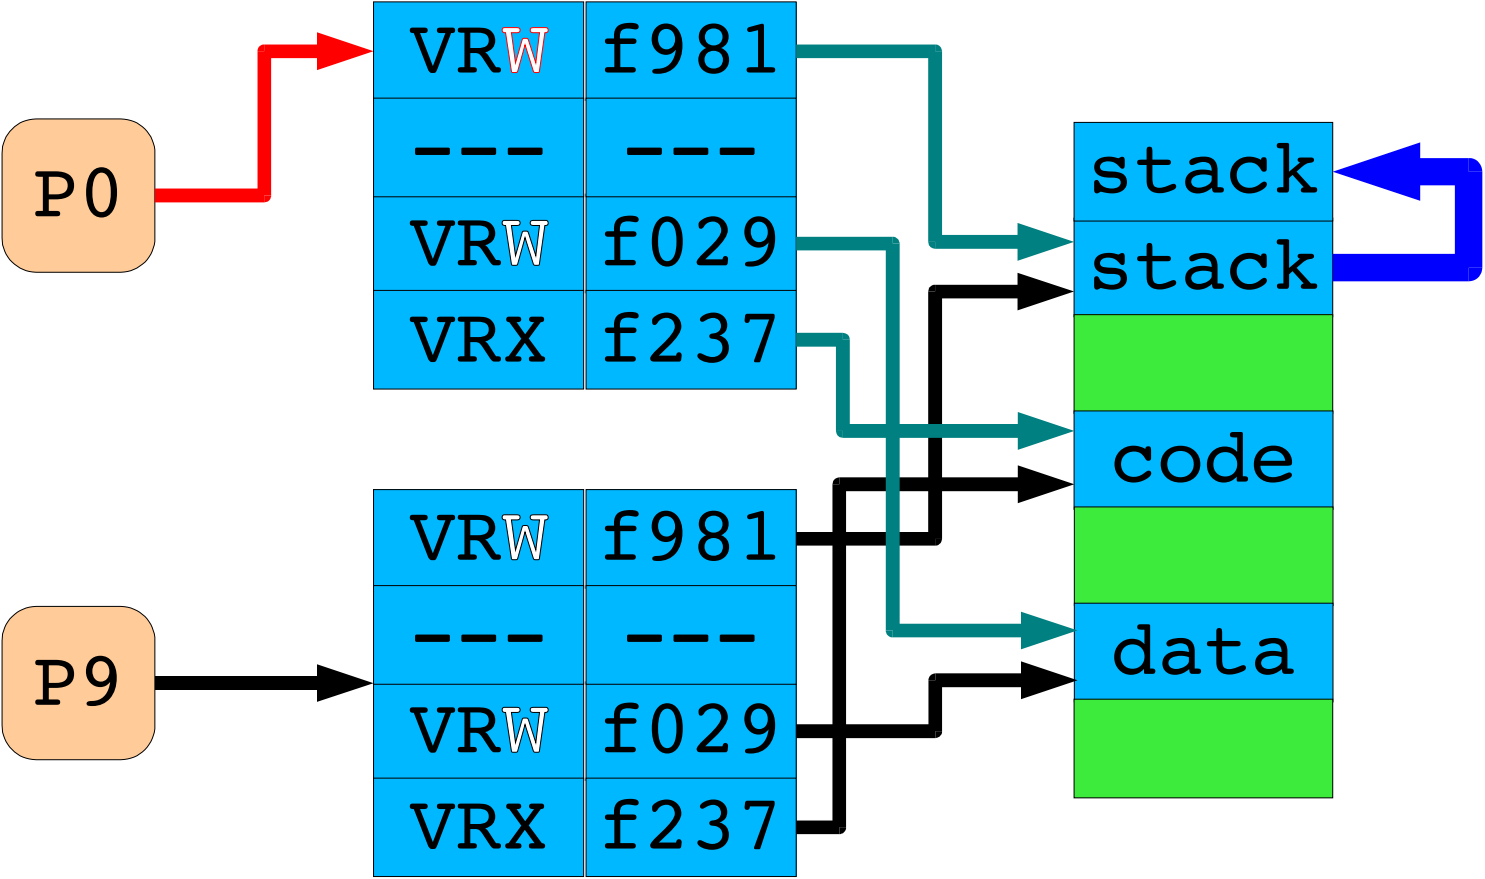 P0
VRW f981
--- ---
VRW f029
VRX f237
P9
VRW f981
--- ---
VRW f029
VRX f237
stack
stack
code
data